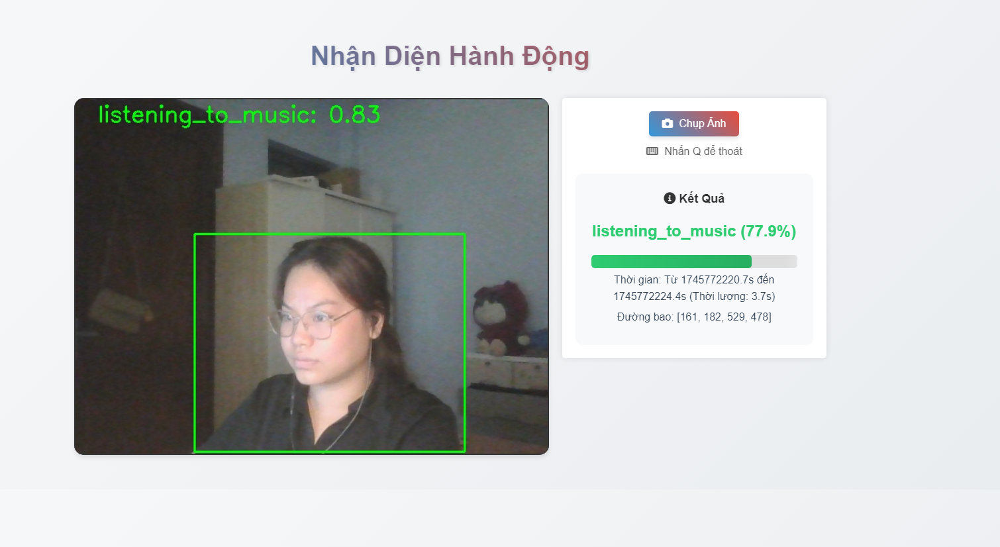 Nhận Diện Hành Động
listening_to_music: 0.83
Chụp Ảnh
Nhấn Q để thoát
Kết Quả
listening_to_music (77.9%)
Thời gian: Từ 1745772220.7s đến
1745772224.4s (Thời lượng: 3.7s)
Đường bao: [161, 182, 529, 478]